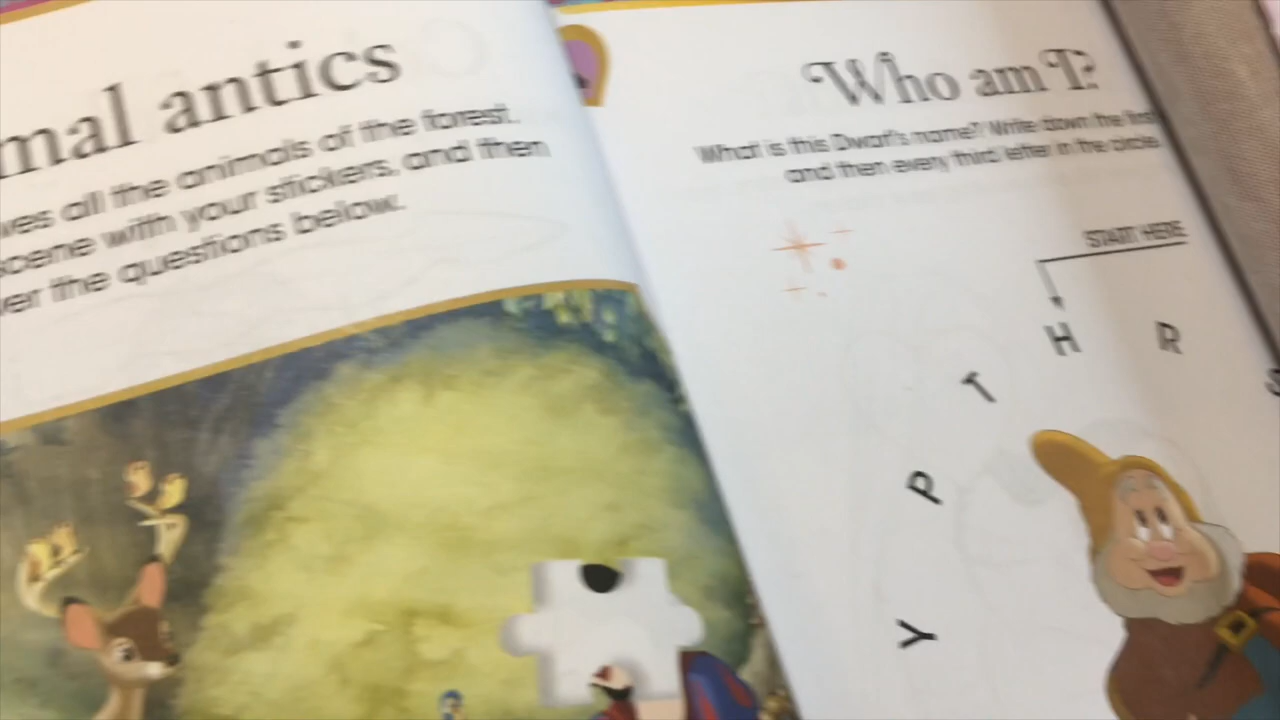 mal antics
ves all the animals of the forest.
scene with your stickers, and then
ver the questions below.
Who am I?
What is this Dwarf's name? Write down the first
and then every third letter in the circle.
START HERE
H
R
S
T
P
Y